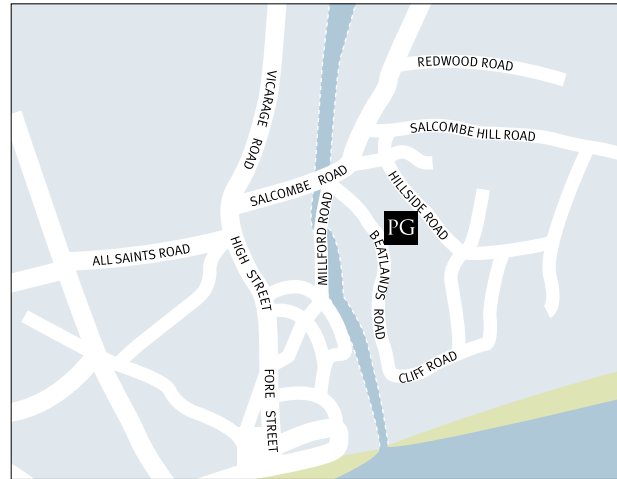 REDWOOD ROAD
VICARAGE ROAD
SALCOMBE HILL ROAD
SALCOMBE ROAD
HILLSIDE ROAD
MILLFORD ROAD
PG
BEATLANDS ROAD
HIGH STREET
ALL SAINTS ROAD
CLIFF ROAD
FORE STREET